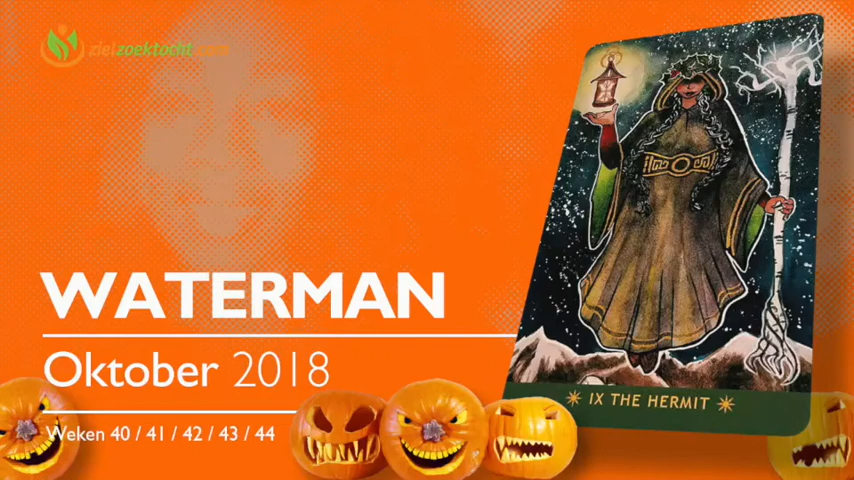 zielzoektocht.com
WATERMAN
Oktober 2018
Weken 40 / 41 / 42 / 43 / 44
IX THE HERMIT